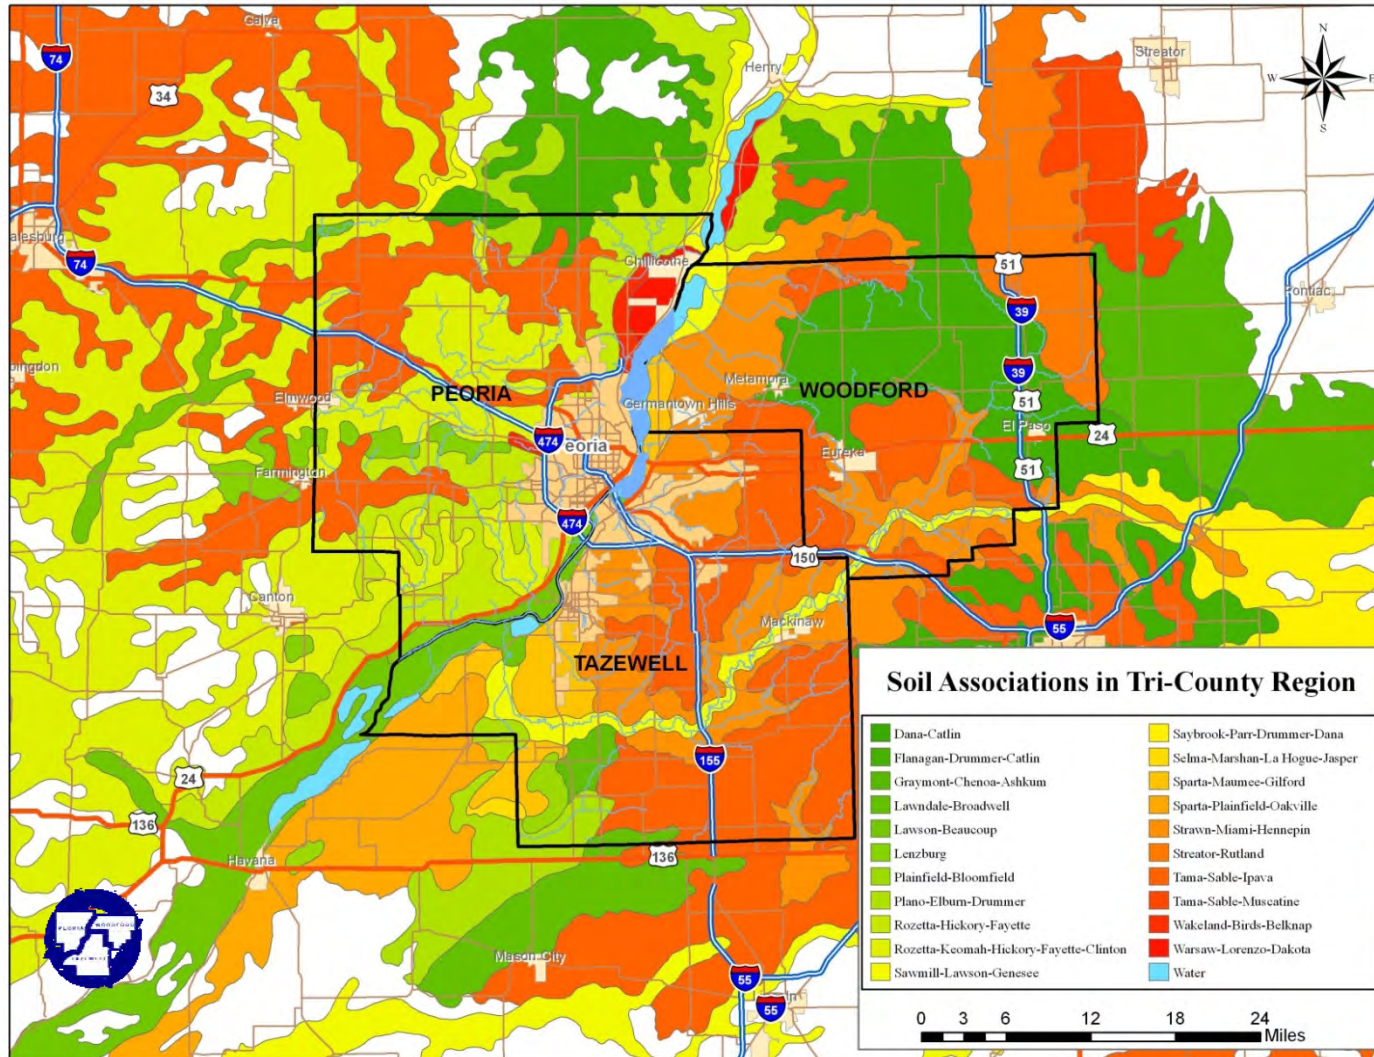 Calva
Streator
Henry
N
74
34
W
E
S
alesburg
74
Chillicothe
51
39
Pontiac
bingdon
Metamora
WOODFORD
39
PEORIA
Elmwood
Germantown Hills
51
El Paso
24
474
eoria
Eureka
Farmington
51
474
150
Canton
Mackinaw
55
TAZEWELL
Soil Associations in Tri-County Region
Dana-Catlin
Flanagan-Drummer-Catlin
Graymont-Chenoa-Ashkum
Lawndale-Broadwell
Lawson-Beaucoup
Lenzburg
Plainfield-Bloomfield
Plano-Elburn-Drummer
Rozetta-Hickory-Fayette
Rozetta-Keomah-Hickory-Fayette-Clinton
Sawmill-Lawson-Genesee
Saybrook-Parr-Drummer-Dana
Selma-Marshan-La Hogue-Jasper
Sparta-Maumee-Gilford
Sparta-Plainfield-Oakville
Strawn-Miami-Hennepin
Streator-Rutland
Tama-Sable-Ipava
Tama-Sable-Muscatine
Wakeland-Birds-Belknap
Warsaw-Lorenzo-Dakota
Water
155
24
136
Havana
136
PEORIA WOODFORD
TAZEWELL
Mason City
55
ln
55
0 3 6 12 18 24
Miles